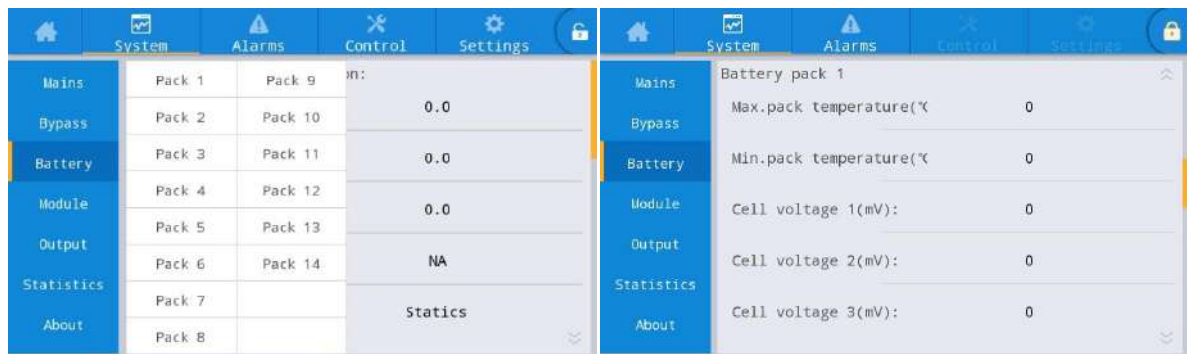 System Alarms Control Settings
Mains
Bypass
Battery
Module
Output
Statistics
About
Pack 1 Pack 9
Pack 2 Pack 10
Pack 3 Pack 11
Pack 4 Pack 12
Pack 5 Pack 13
Pack 6 Pack 14
Pack 7
Pack 8
on:
0.0
0.0
0.0
NA
Statics
System Alarms Control Settings
Mains
Bypass
Battery
Module
Output
Statistics
About
Battery pack 1
Max.pack temperature(℃ 0
Min.pack temperature(℃ 0
Cell voltage 1(mV): 0
Cell voltage 2(mV): 0
Cell voltage 3(mV): 0